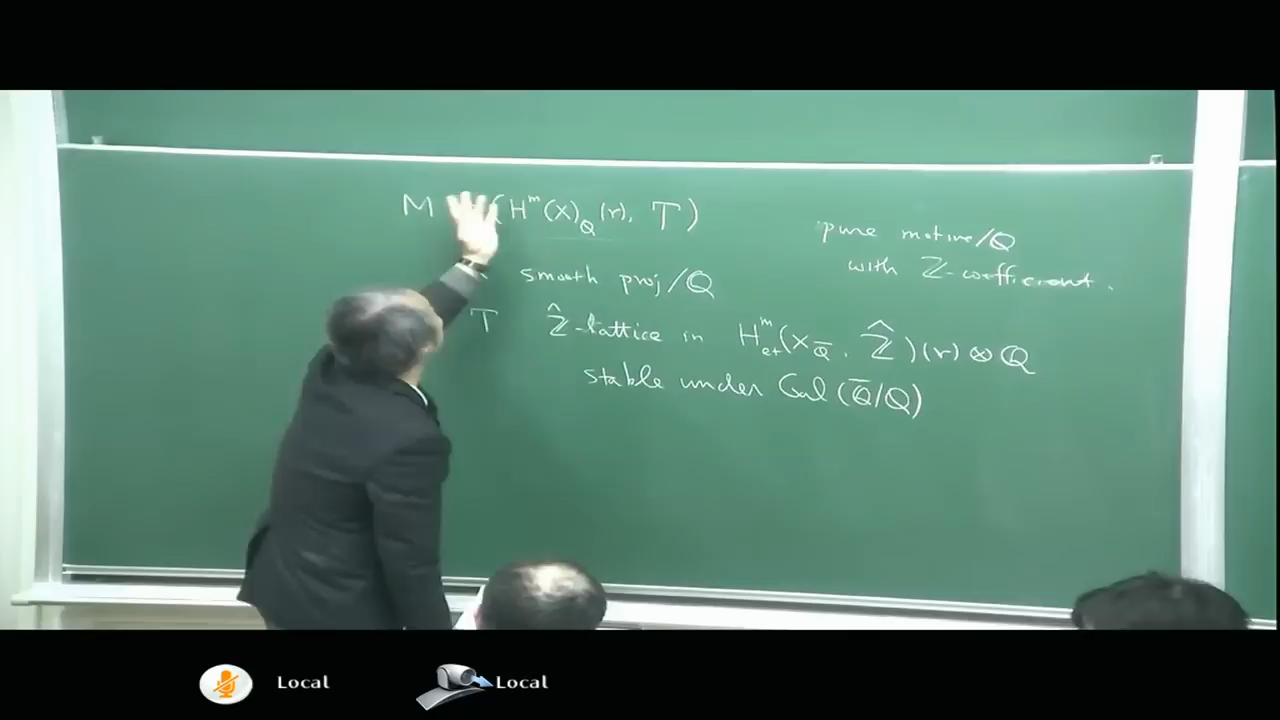 M (H^m(X)_ℚ(r), T)
pure motive/ℚ
with ℤ-coefficient.
smooth proj/ℚ
T ℤ̂-lattice in H^m_et(X_ℚ̄, ℤ̂)(r) ⊗ ℚ
stable under Gal(ℚ̄/ℚ)
Local
Local